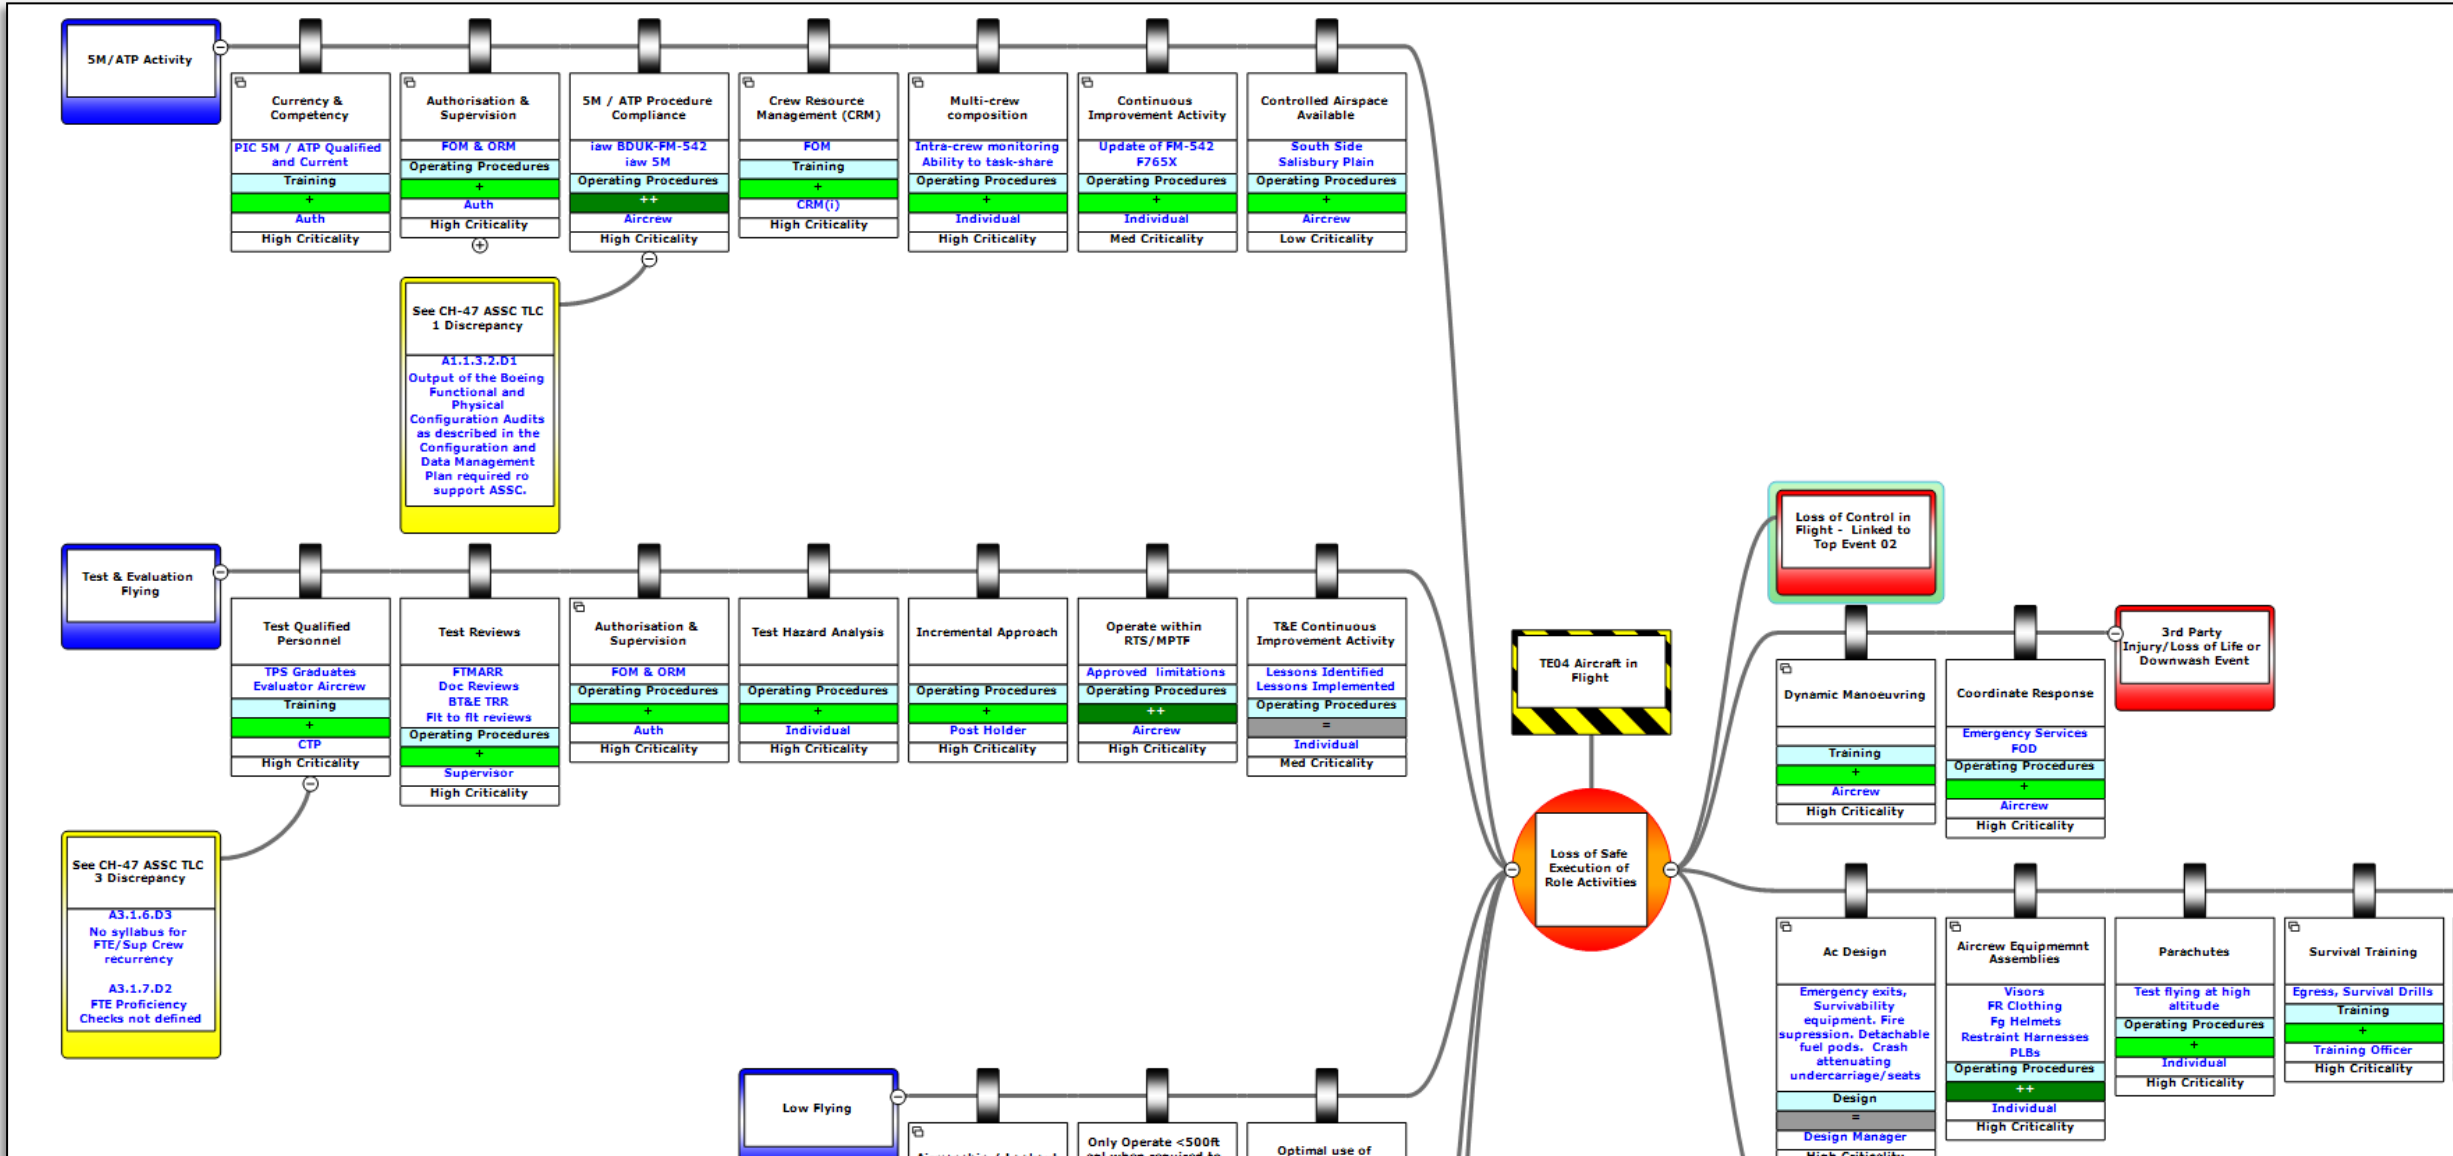 5M/ATP Activity
Currency &
Competency
PIC 5M / ATP Qualified
and Current
Training
+
Auth
High Criticality
Authorisation &
Supervision
FOM & ORM
Operating Procedures
+
Auth
High Criticality
5M / ATP Procedure
Compliance
iaw BDUK-FM-542
iaw 5M
Operating Procedures
++
Aircrew
High Criticality
Crew Resource
Management (CRM)
FOM
Training
+
CRM(i)
High Criticality
Multi-crew
composition
Intra-crew monitoring
Ability to task-share
Operating Procedures
+
Individual
High Criticality
Continuous
Improvement Activity
Update of FM-542
F765X
Operating Procedures
+
Individual
Med Criticality
Controlled Airspace
Available
South Side
Salisbury Plain
Operating Procedures
+
Aircrew
Low Criticality
See CH-47 ASSC TLC
1 Discrepancy
A1.1.3.2.D1
Output of the Boeing
Functional and
Physical
Configuration Audits
as described in the
Configuration and
Data Management
Plan required ro
support ASSC.
Test & Evaluation
Flying
Test Qualified
Personnel
TPS Graduates
Evaluator Aircrew
Training
+
CTP
High Criticality
Test Reviews
FTMARR
Doc Reviews
BT&E TRR
Flt to flt reviews
Operating Procedures
+
Supervisor
High Criticality
Authorisation &
Supervision
FOM & ORM
Operating Procedures
+
Auth
High Criticality
Test Hazard Analysis
Operating Procedures
+
Individual
High Criticality
Incremental Approach
Operating Procedures
+
Post Holder
High Criticality
Operate within
RTS/MPTF
Approved limitations
Operating Procedures
++
Aircrew
High Criticality
T&E Continuous
Improvement Activity
Lessons Identified
Lessons Implemented
Operating Procedures
=
Individual
Med Criticality
See CH-47 ASSC TLC
3 Discrepancy
A3.1.6.D3
No syllabus for
FTE/Sup Crew
recurrency
A3.1.7.D2
FTE Proficiency
Checks not defined
Low Flying
Only Operate <500ft
Optimal use of
TE04 Aircraft in
Flight
Loss of Safe
Execution of
Role Activities
Loss of Control in
Flight - Linked to
Top Event 02
Dynamic Manoeuvring
Training
+
Aircrew
High Criticality
Coordinate Response
Emergency Services
FOD
Operating Procedures
+
Aircrew
High Criticality
3rd Party
Injury/Loss of Life or
Downwash Event
Ac Design
Emergency exits,
Survivability
equipment. Fire
supression. Detachable
fuel pods. Crash
attenuating
undercarriage/seats
Design
=
Design Manager
High Criticality
Aircrew Equipmemnt
Assemblies
Visors
FR Clothing
Fg Helmets
Restraint Harnesses
PLBs
Operating Procedures
++
Individual
High Criticality
Parachutes
Test flying at high
altitude
Operating Procedures
+
Individual
High Criticality
Survival Training
Egress, Survival Drills
Training
+
Training Officer
High Criticality